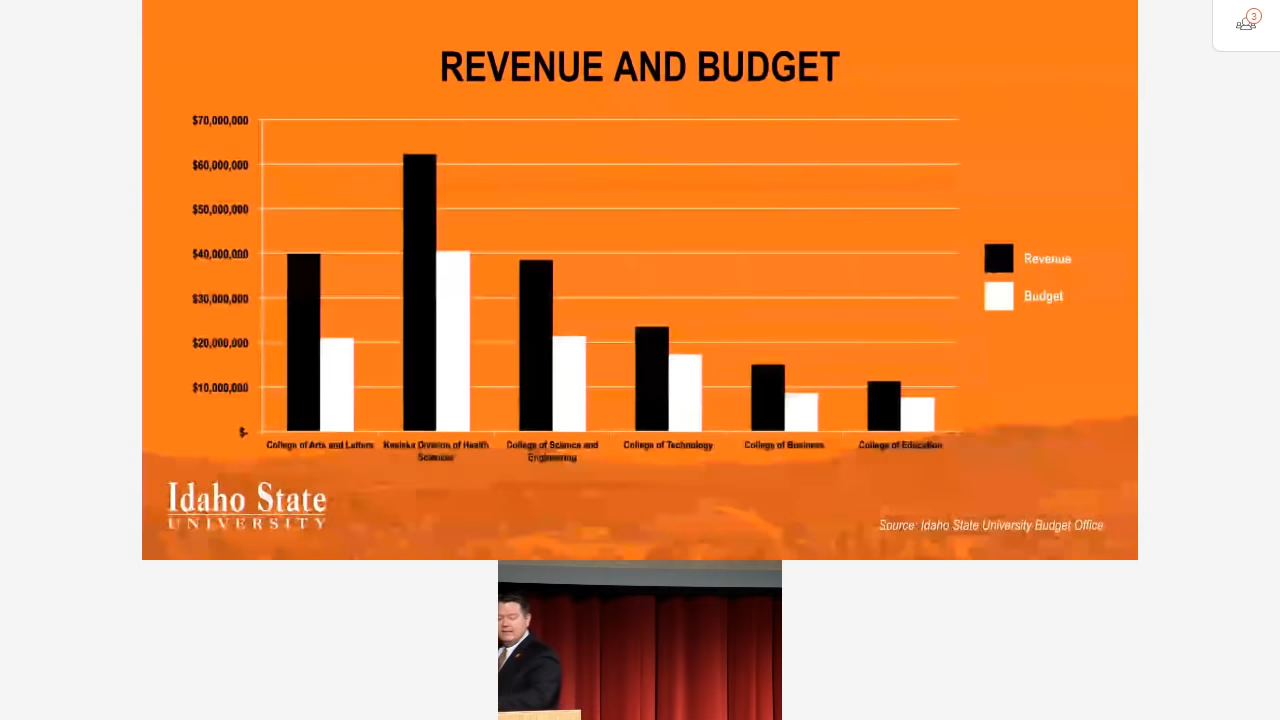 3
REVENUE AND BUDGET
$70,000,000
$60,000,000
$50,000,000
$40,000,000
$30,000,000
$20,000,000
$10,000,000
$-
College of Arts and Letters
Kasiska Division of Health
Sciences
College of Science and
Engineering
College of Technology
College of Business
College of Education
Revenue
Budget
Idaho State
UNIVERSITY
Source: Idaho State University Budget Office